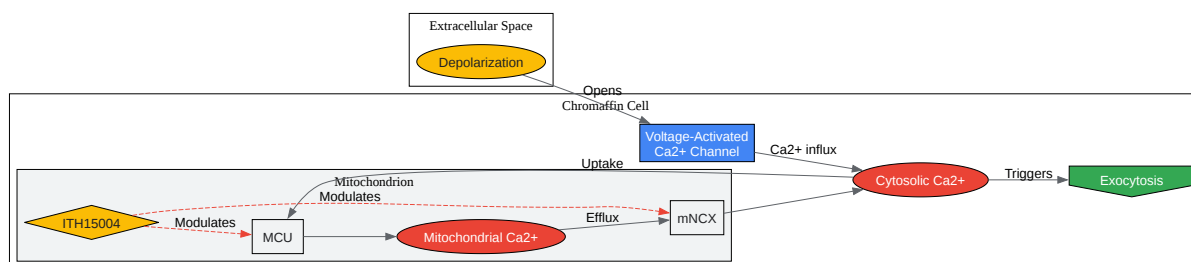 Extracellular Space
Depolarization
Opens
Chromaffin Cell
Voltage-Activated
Ca2+ Channel
Ca2+ influx
Uptake
Cytosolic Ca2+
Triggers
Exocytosis
Mitochondrion
Modulates
ITH15004
Modulates
MCU
Mitochondrial Ca2+
Efflux
mNCX